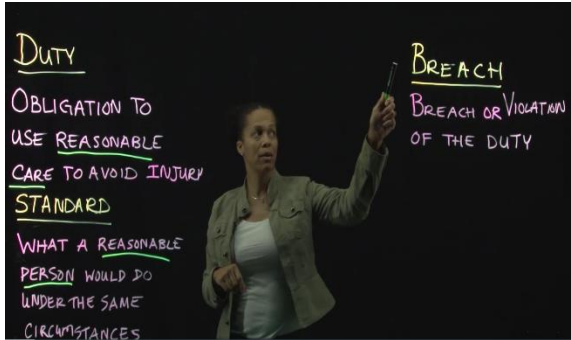 DUTY
OBLIGATION TO
USE REASONABLE
CARE TO AVOID INJURY
STANDARD
WHAT A REASONABLE
PERSON WOULD DO
UNDER THE SAME
CIRCUMSTANCES
BREACH
BREACH OR VIOLATION
OF THE DUTY